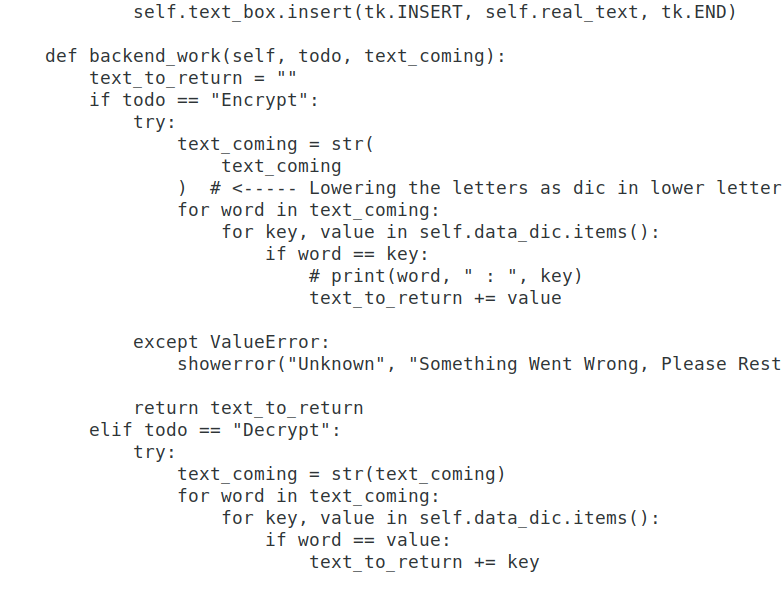 self.text_box.insert(tk.INSERT, self.real_text, tk.END)

    def backend_work(self, todo, text_coming):
        text_to_return = ""
        if todo == "Encrypt":
            try:
                text_coming = str(
                    text_coming
                )  # <----- Lowering the letters as dic in lower letter
                for word in text_coming:
                    for key, value in self.data_dic.items():
                        if word == key:
                            # print(word, " : ", key)
                            text_to_return += value

            except ValueError:
                showerror("Unknown", "Something Went Wrong, Please Rest

            return text_to_return
        elif todo == "Decrypt":
            try:
                text_coming = str(text_coming)
                for word in text_coming:
                    for key, value in self.data_dic.items():
                        if word == value:
                            text_to_return += key